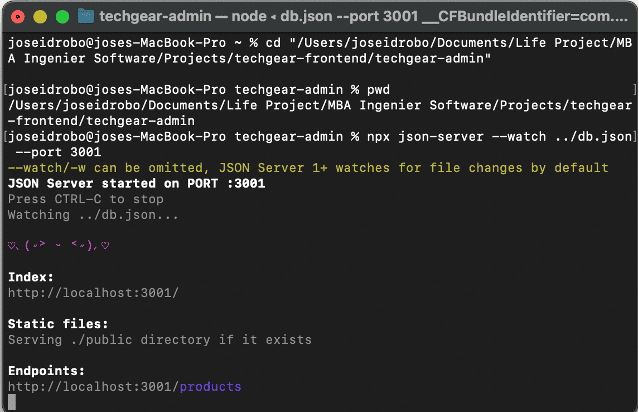 techgear-admin — node ◂ db.json --port 3001 __CFBundleIdentifier=com....
joseidrobo@joses-MacBook-Pro ~ % cd "/Users/joseidrobo/Documents/Life Project/MB
A Ingenier Software/Projects/techgear-frontend/techgear-admin"
[joseidrobo@joses-MacBook-Pro techgear-admin % pwd ]
/Users/joseidrobo/Documents/Life Project/MBA Ingenier Software/Projects/techgear
-frontend/techgear-admin
[joseidrobo@joses-MacBook-Pro techgear-admin % npx json-server --watch ../db.json]
 --port 3001
--watch/-w can be omitted, JSON Server 1+ watches for file changes by default
JSON Server started on PORT :3001
Press CTRL-C to stop
Watching ../db.json...
♡⸜(˶˃ ᵕ ˂˶)⸝♡
Index:
http://localhost:3001/
Static files:
Serving ./public directory if it exists
Endpoints:
http://localhost:3001/products